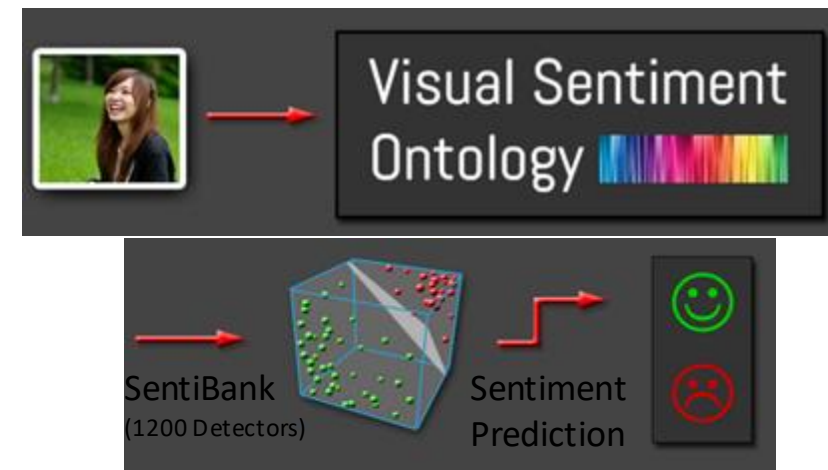 Visual Sentiment
Ontology
SentiBank
(1200 Detectors)
Sentiment
Prediction